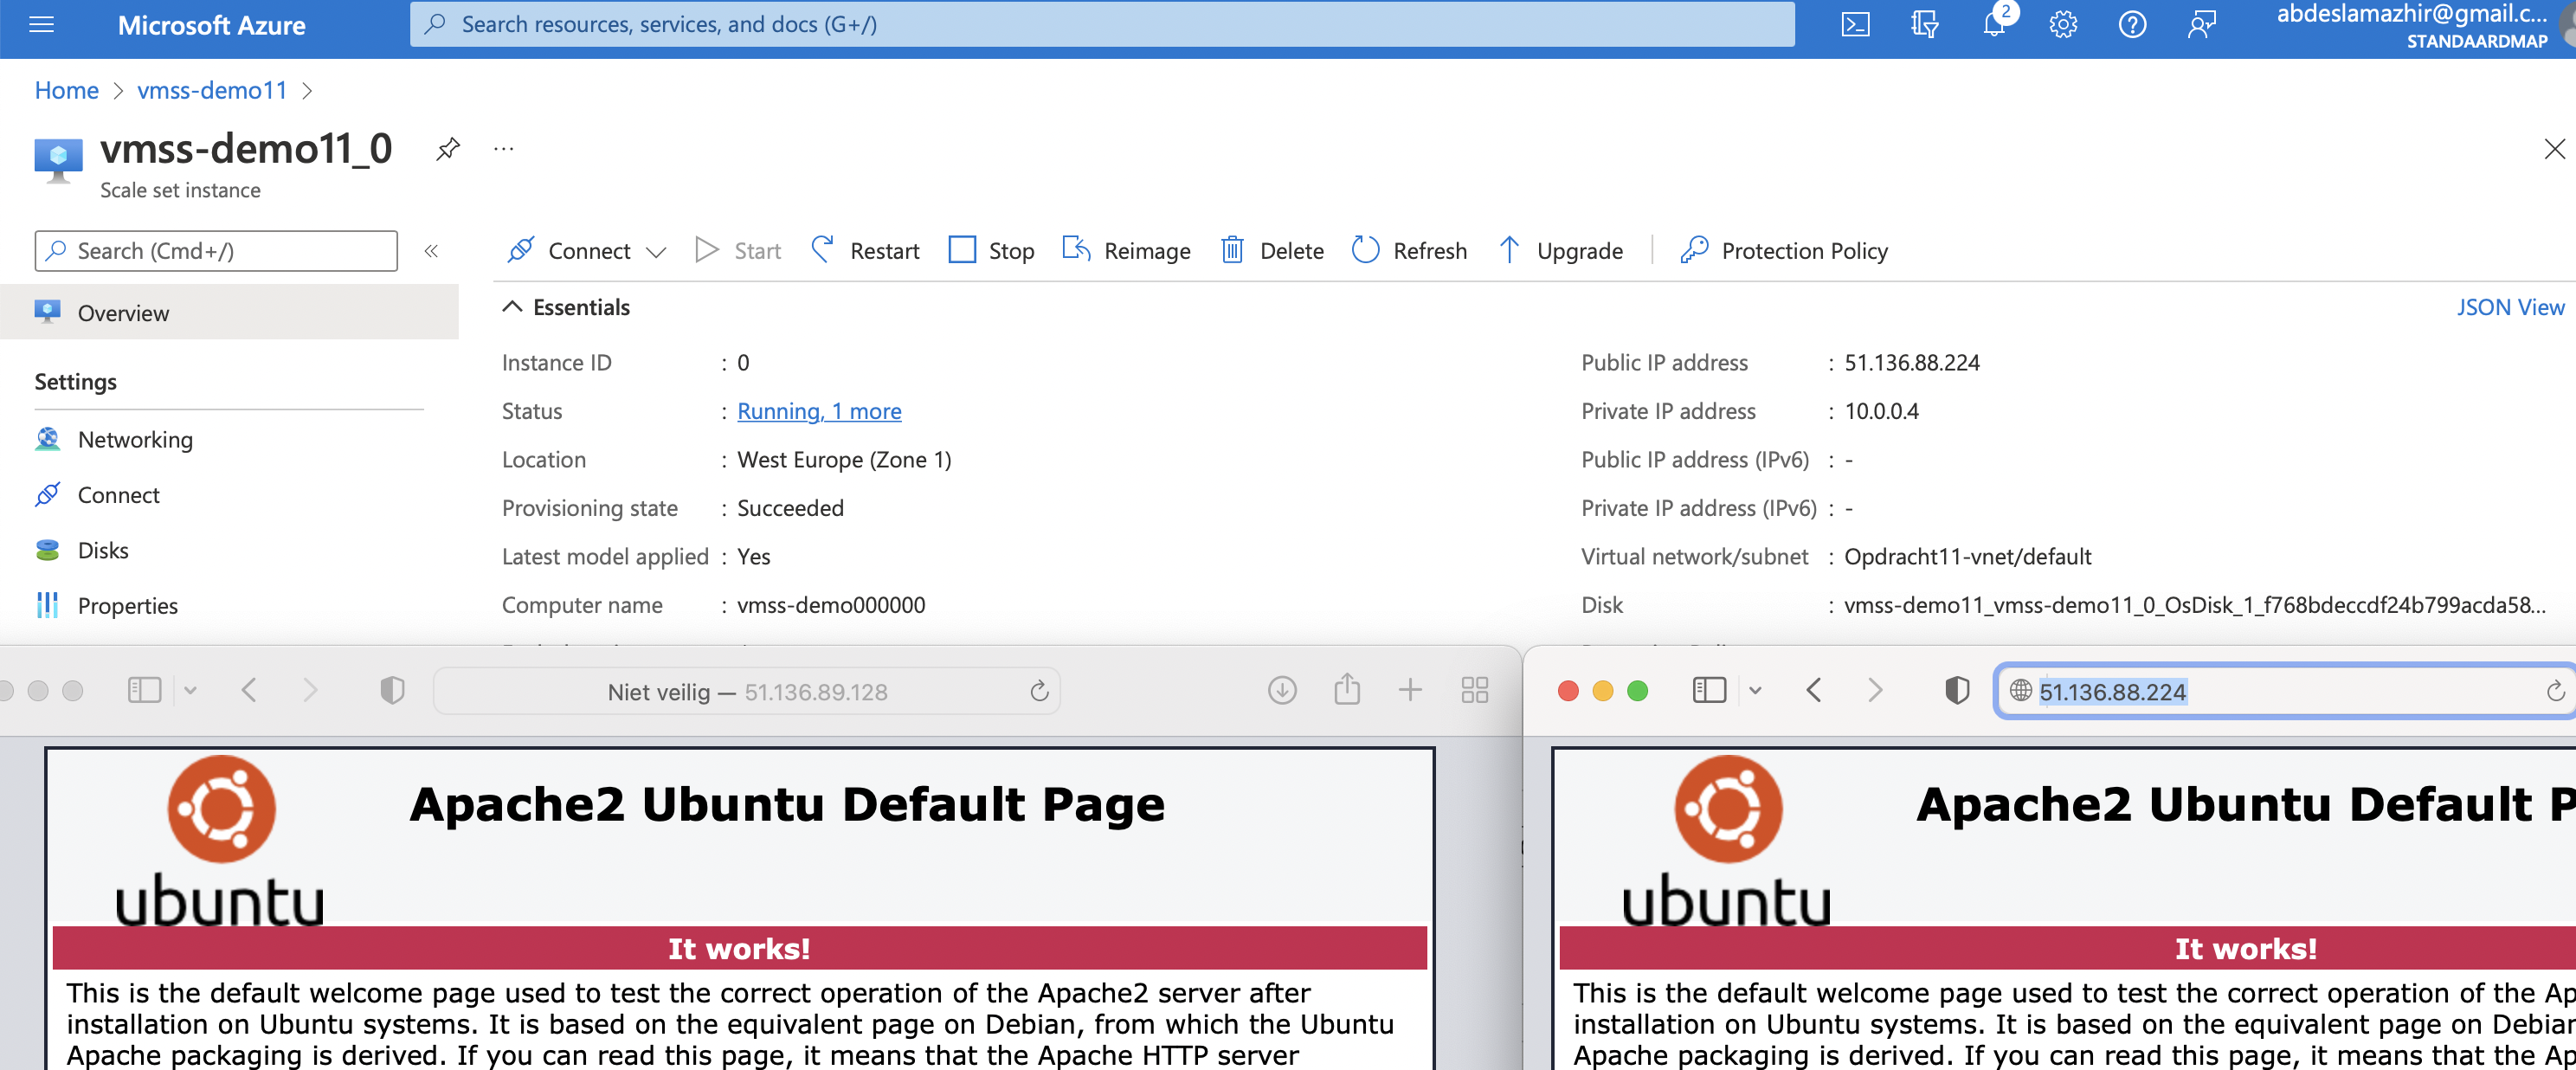 Microsoft Azure
Search resources, services, and docs (G+/)
2
abdeslamazhir@gmail.c...
STANDAARDMAP
Home > vmss-demo11 >
vmss-demo11_0
Scale set instance
Search (Cmd+/)
Connect
Start
Restart
Stop
Reimage
Delete
Refresh
Upgrade
Protection Policy
Overview
Settings
Networking
Connect
Disks
Properties
Essentials
JSON View
Instance ID : 0
Status : Running, 1 more
Location : West Europe (Zone 1)
Provisioning state : Succeeded
Latest model applied : Yes
Computer name : vmss-demo000000
Public IP address : 51.136.88.224
Private IP address : 10.0.0.4
Public IP address (IPv6) : -
Private IP address (IPv6) : -
Virtual network/subnet : Opdracht11-vnet/default
Disk : vmss-demo11_vmss-demo11_0_OsDisk_1_f768bdeccdf24b799acda58...
Niet veilig — 51.136.89.128
Apache2 Ubuntu Default Page
ubuntu
It works!
This is the default welcome page used to test the correct operation of the Apache2 server after
installation on Ubuntu systems. It is based on the equivalent page on Debian, from which the Ubuntu
Apache packaging is derived. If you can read this page, it means that the Apache HTTP server
51.136.88.224
Apache2 Ubuntu Default P
ubuntu
It works!
This is the default welcome page used to test the correct operation of the Ap
installation on Ubuntu systems. It is based on the equivalent page on Debian
Apache packaging is derived. If you can read this page, it means that the Ap